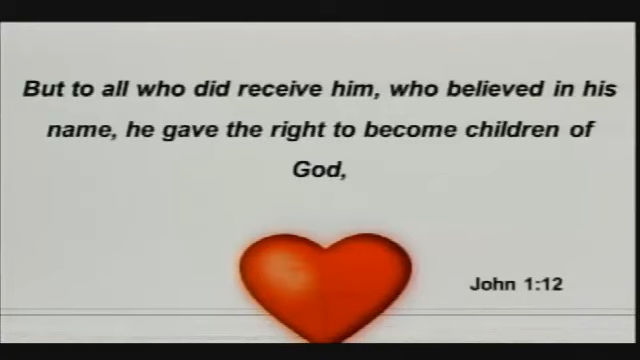 But to all who did receive him, who believed in his
name, he gave the right to become children of
God,
John 1:12